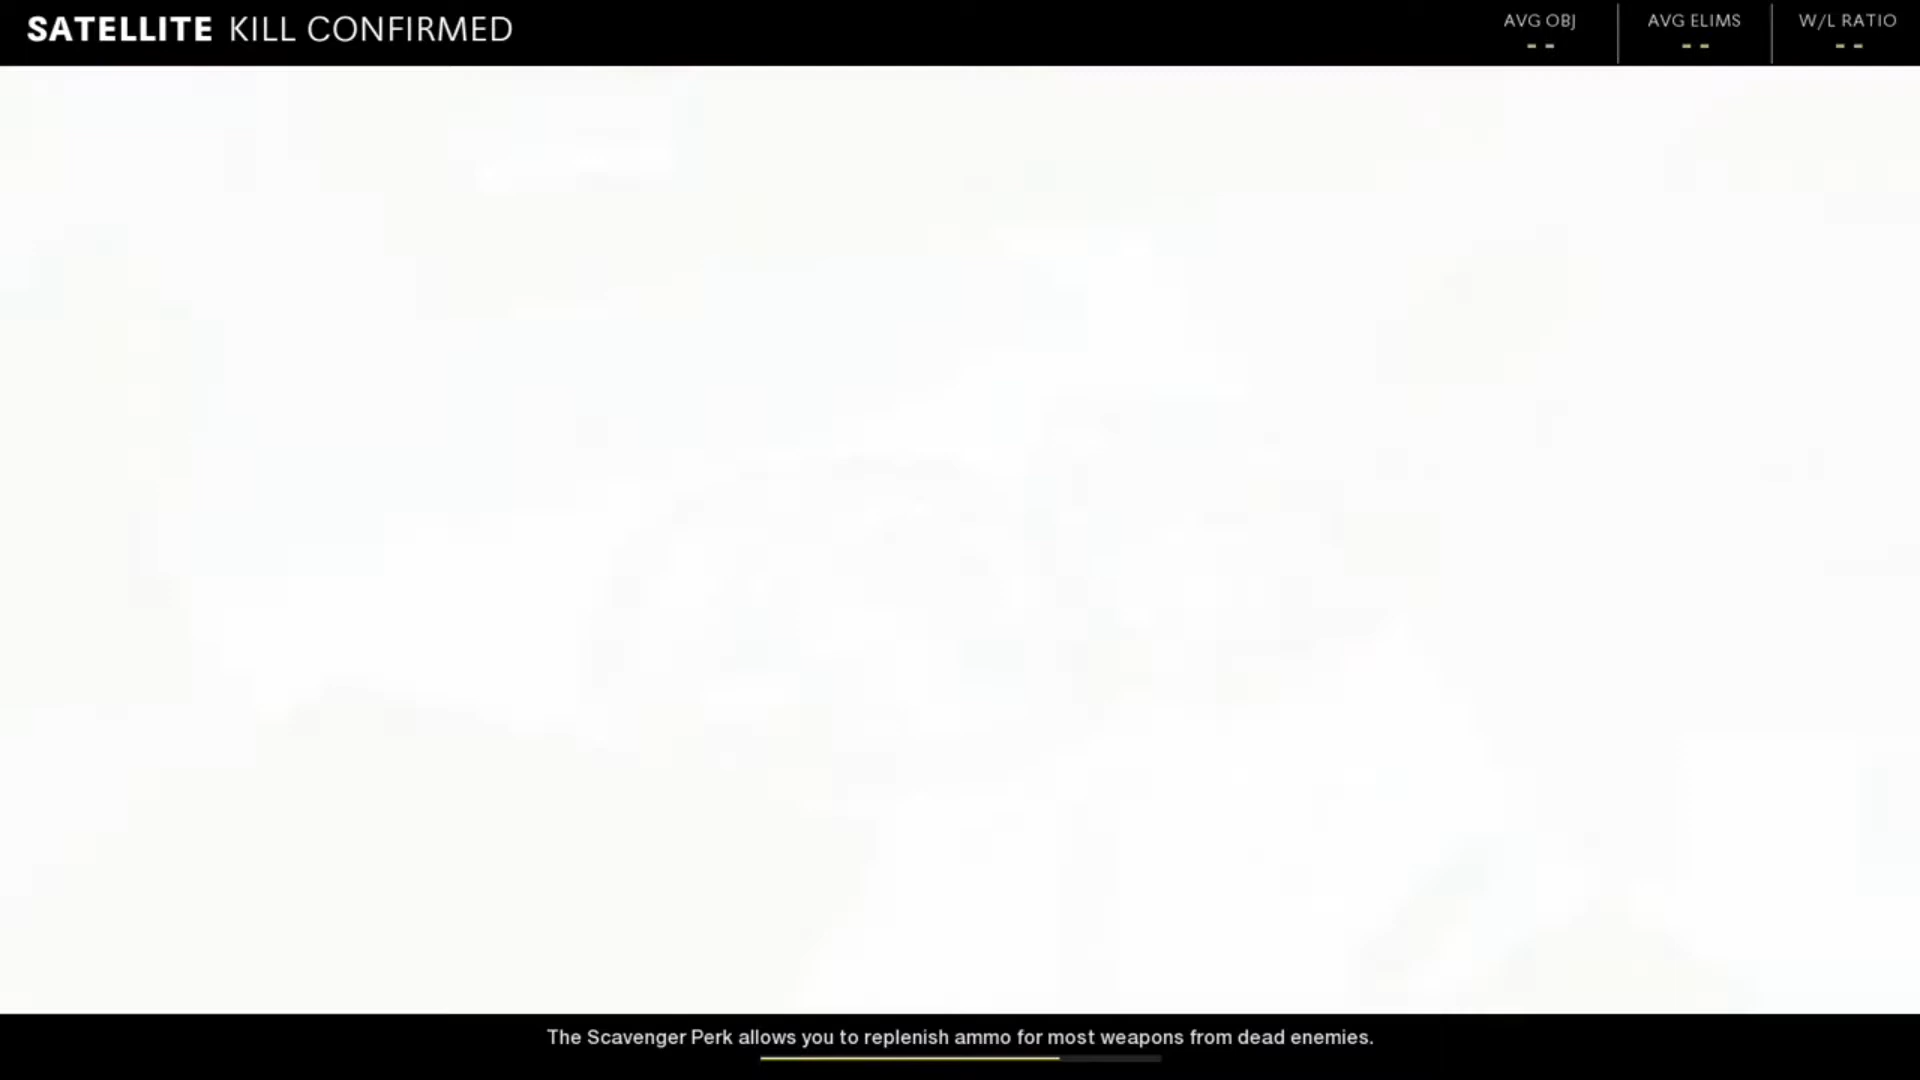 SATELLITE KILL CONFIRMED
AVG OBJ
--
AVG ELIMS
--
W/L RATIO
--
The Scavenger Perk allows you to replenish ammo for most weapons from dead enemies.